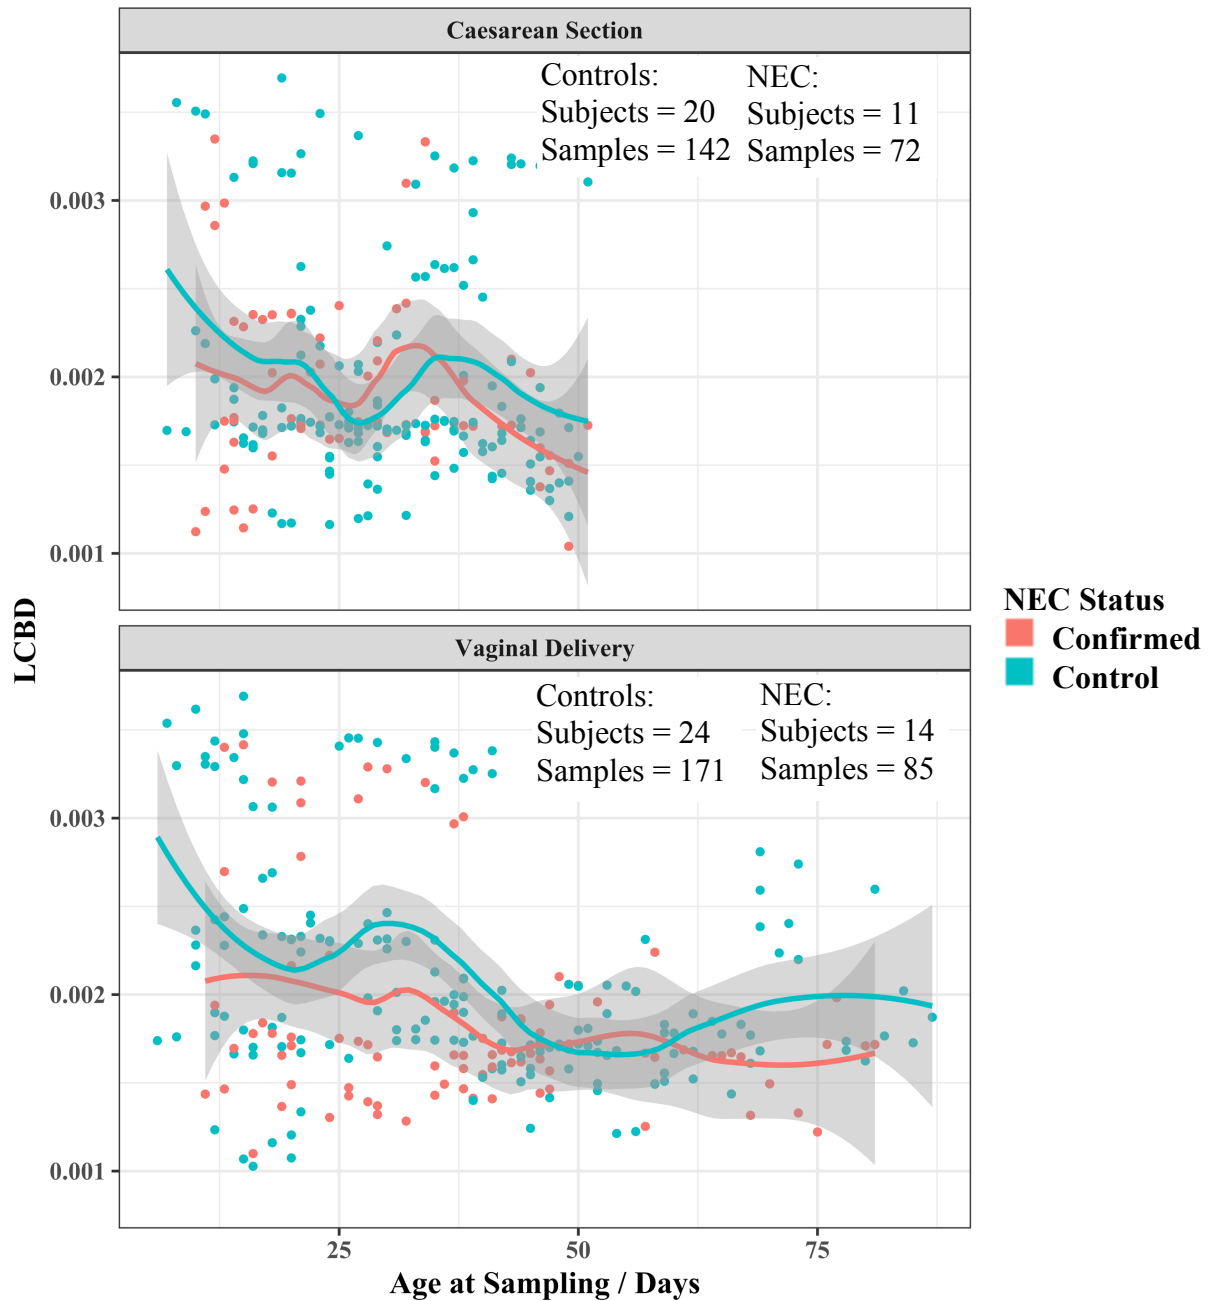 Caesarean Section
Controls: NEC:
Subjects = 20 Subjects = 11
Samples = 142 Samples = 72
0.003
0.002
0.001
Vaginal Delivery
Controls: NEC:
Subjects = 24 Subjects = 14
Samples = 171 Samples = 85
0.003
0.002
0.001
25 50 75
Age at Sampling / Days
LCBD
NEC Status
Confirmed
Control